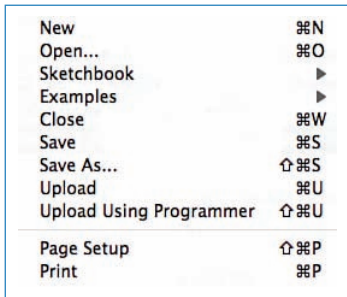 New ⌘N
Open... ⌘O
Sketchbook ▶
Examples ▶
Close ⌘W
Save ⌘S
Save As... ⇧⌘S
Upload ⌘U
Upload Using Programmer ⇧⌘U
Page Setup ⇧⌘P
Print ⌘P